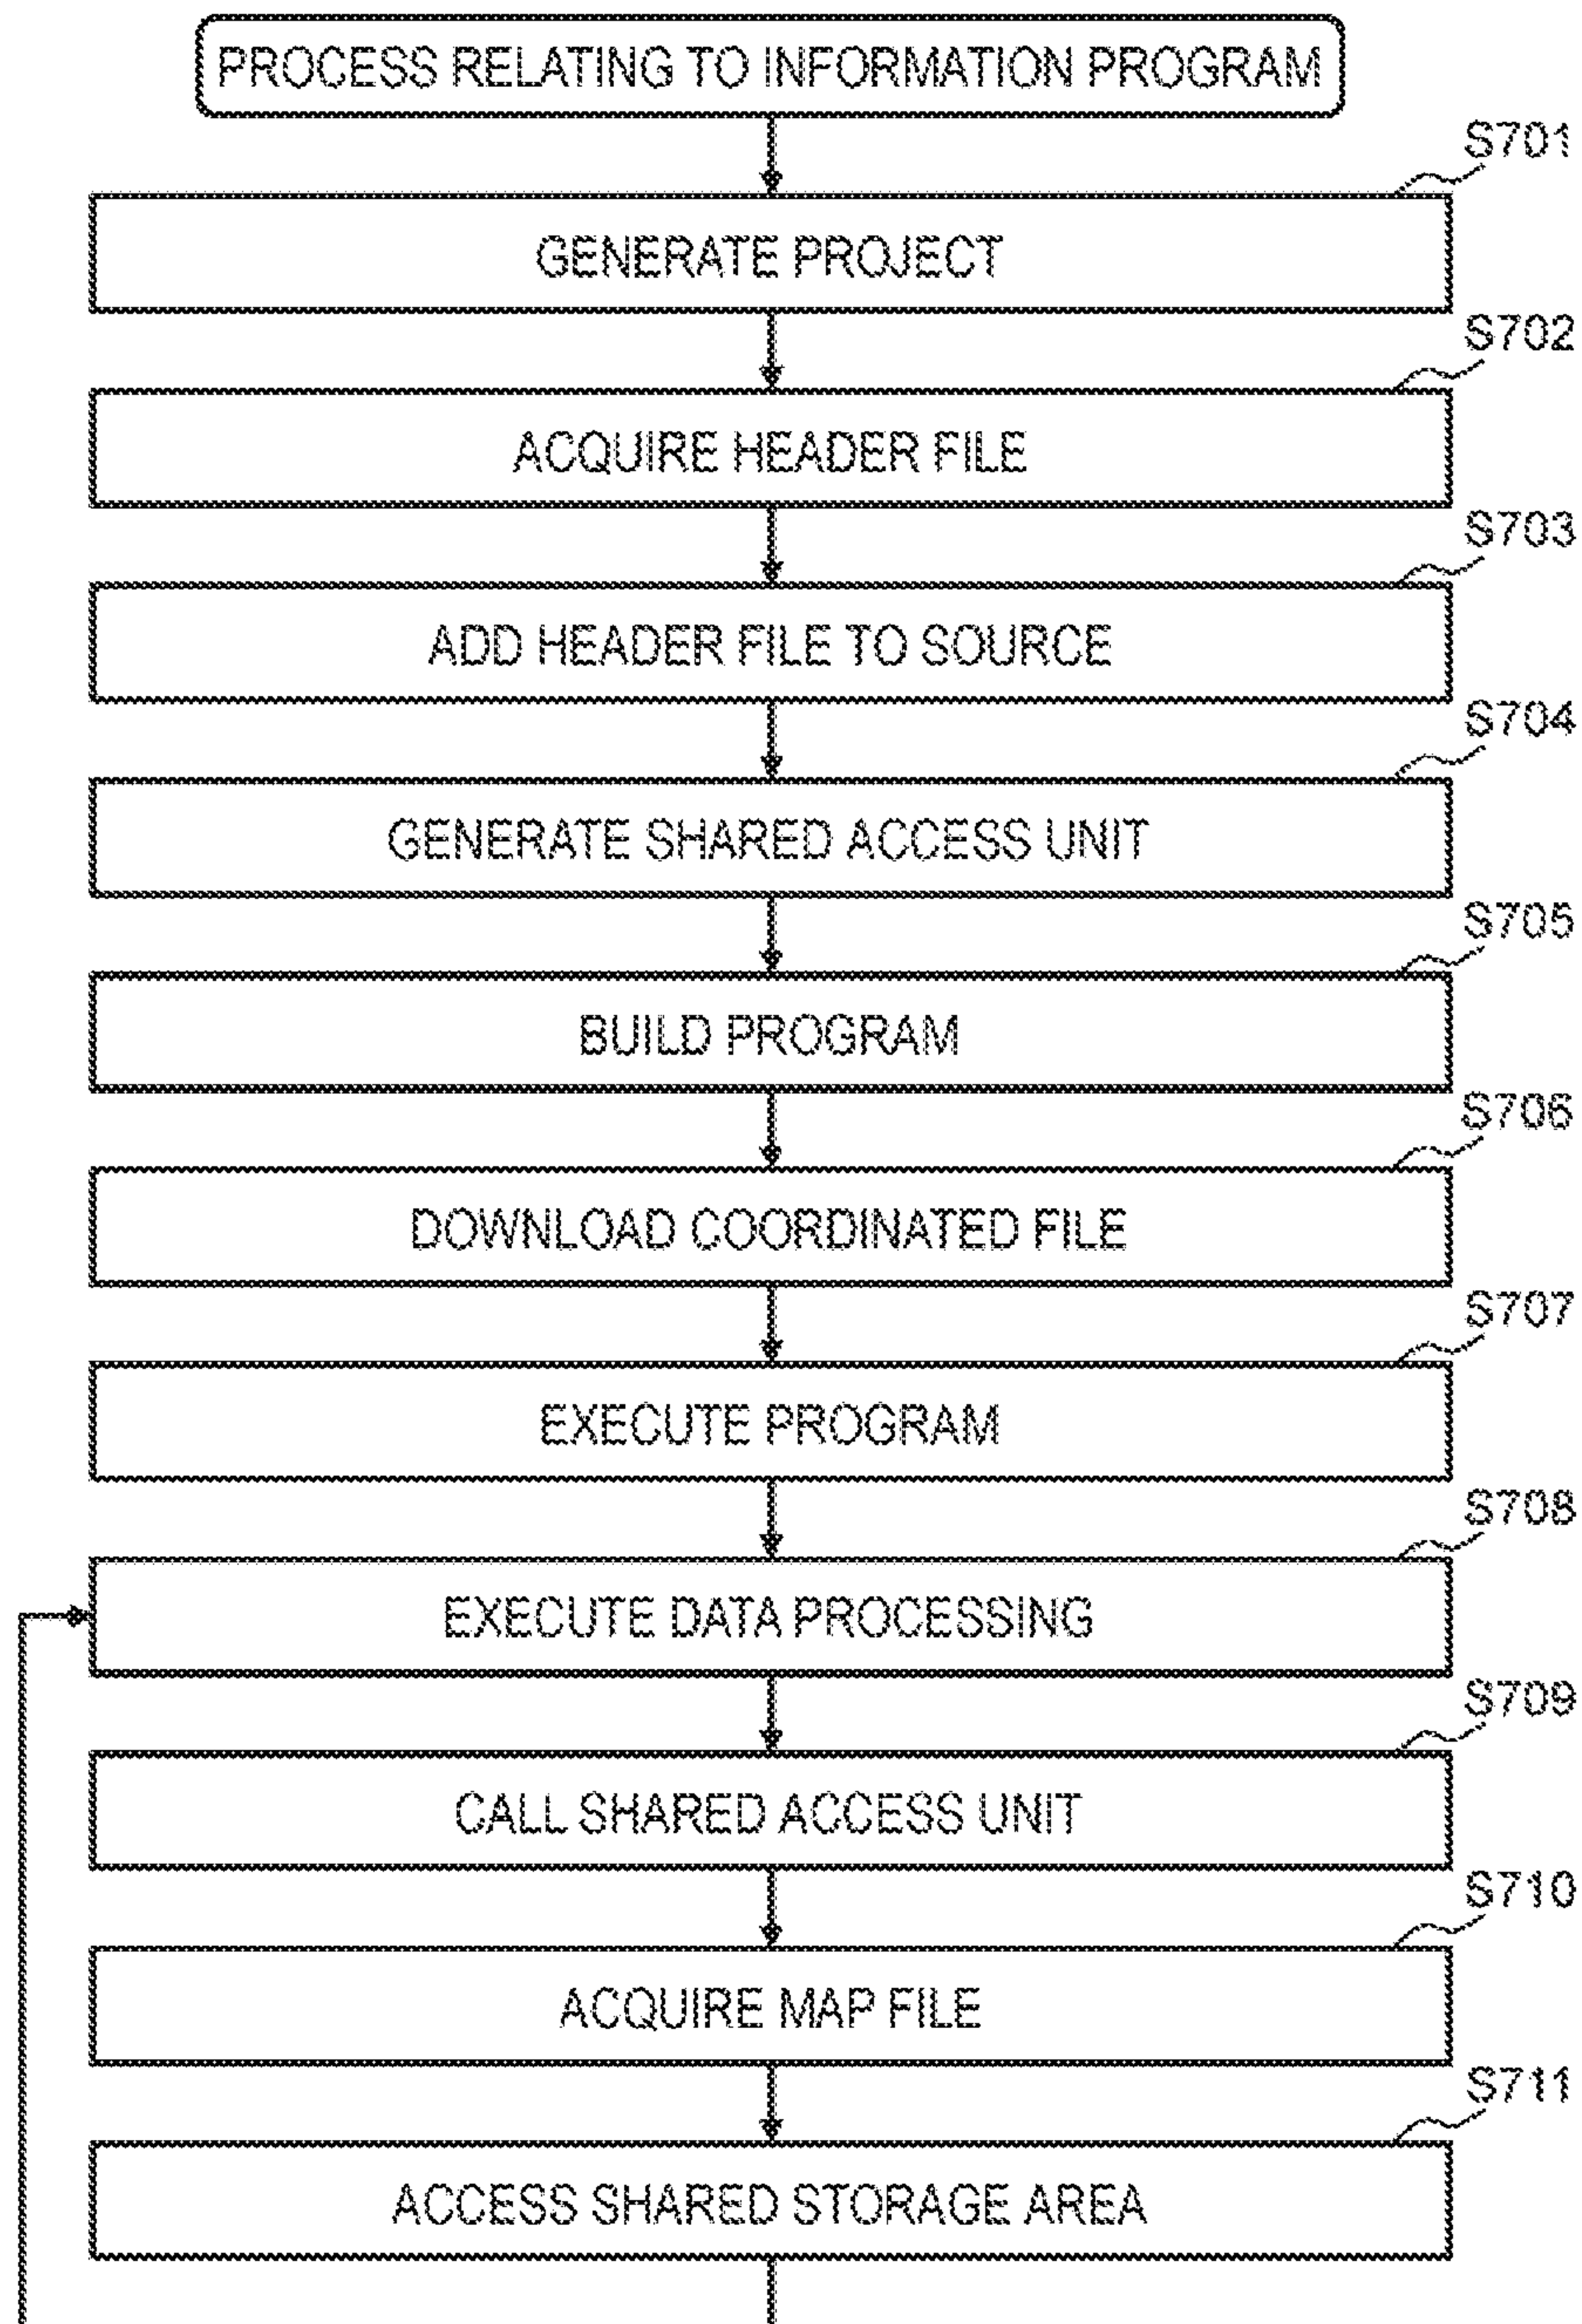 PROCESS RELATING TO INFORMATION PROGRAM
S701
GENERATE PROJECT
S702
ACQUIRE HEADER FILE
S703
ADD HEADER FILE TO SOURCE
S704
GENERATE SHARED ACCESS UNIT
S705
BUILD PROGRAM
S706
DOWNLOAD COORDINATED FILE
S707
EXECUTE PROGRAM
S708
EXECUTE DATA PROCESSING
S709
CALL SHARED ACCESS UNIT
S710
ACQUIRE MAP FILE
S711
ACCESS SHARED STORAGE AREA